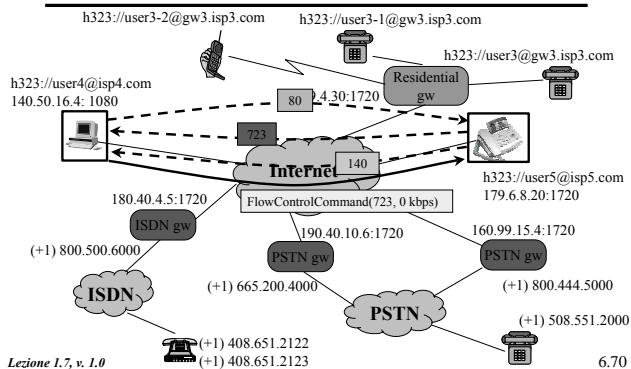 h323://user3-2@gw3.isp3.com
h323://user3-1@gw3.isp3.com
h323://user3@gw3.isp3.com
h323://user4@isp4.com
140.50.16.4: 1080
Residential
gw
80
.4.30:1720
723
140
Internet
h323://user5@isp5.com
179.6.8.20:1720
180.40.4.5:1720
FlowControlCommand(723, 0 kbps)
ISDN gw
190.40.10.6:1720
160.99.15.4:1720
(+1) 800.500.6000
PSTN gw
PSTN gw
(+1) 665.200.4000
(+1) 800.444.5000
ISDN
PSTN
(+1) 508.551.2000
(+1) 408.651.2122
(+1) 408.651.2123
Lezione 1.7, v. 1.0
6.70